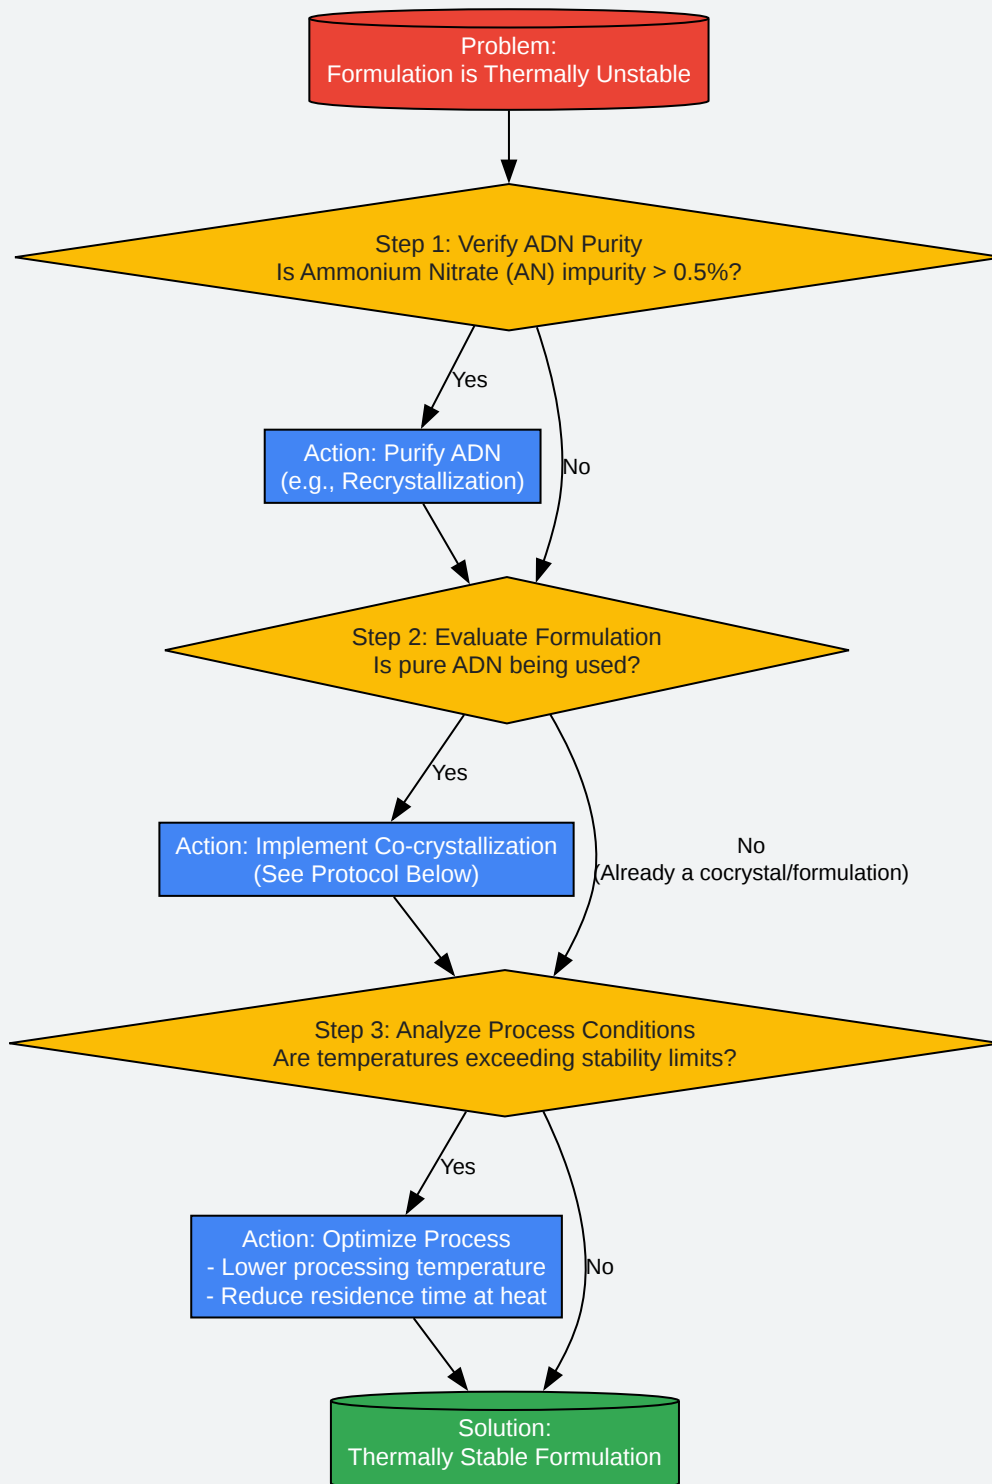 Problem:
Formulation is Thermally Unstable
Step 1: Verify ADN Purity
Is Ammonium Nitrate (AN) impurity > 0.5%?
Yes
Action: Purify ADN
(e.g., Recrystallization)
No
Step 2: Evaluate Formulation
Is pure ADN being used?
Yes
Action: Implement Co-crystallization
(See Protocol Below)
No
(Already a cocrystal/formulation)
Step 3: Analyze Process Conditions
Are temperatures exceeding stability limits?
Yes
Action: Optimize Process
- Lower processing temperature
- Reduce residence time at heat
No
Solution:
Thermally Stable Formulation